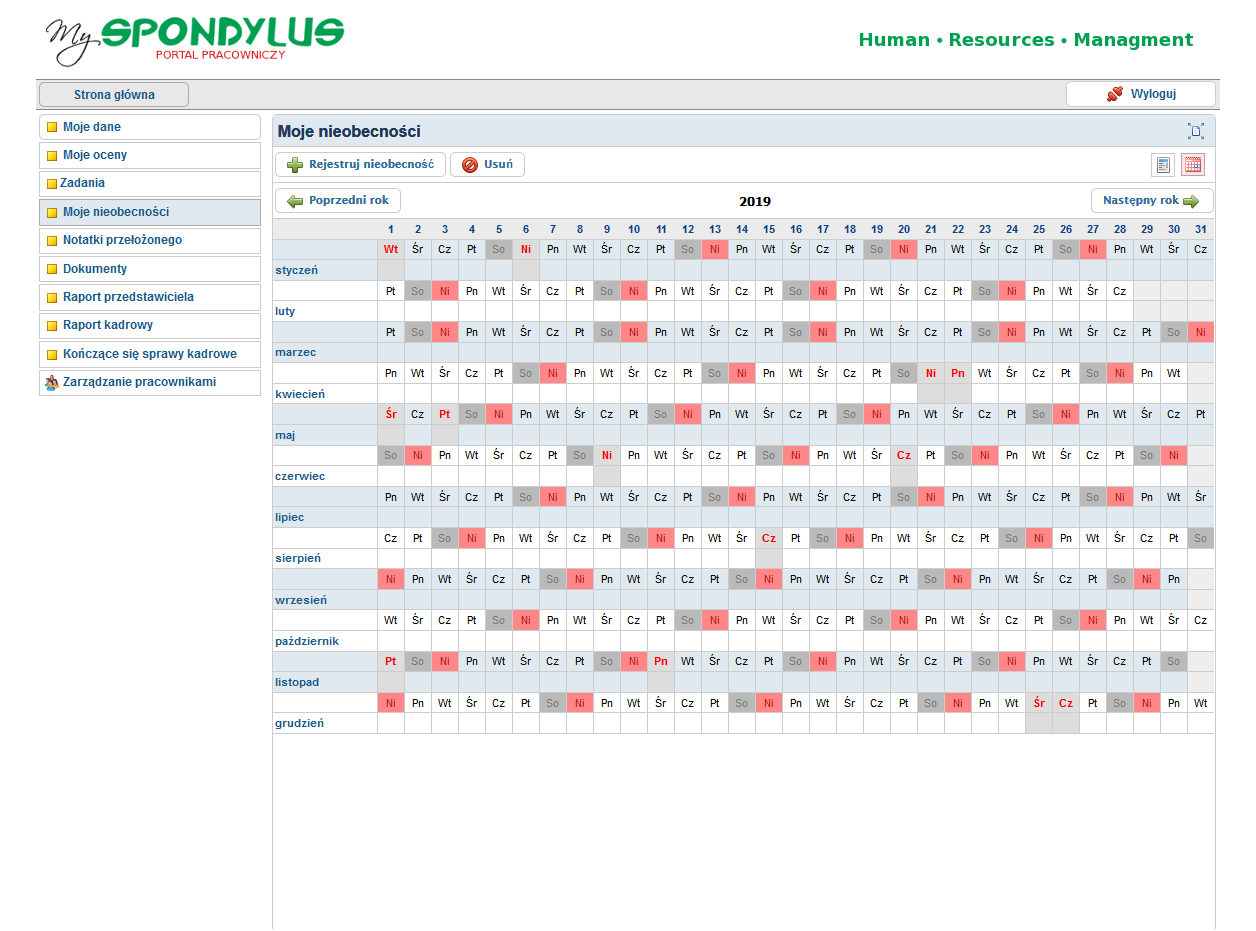 My SPONDYLUS
PORTAL PRACOWNICZY
Human • Resources • Managment
Strona główna
Wyloguj
Moje dane
Moje oceny
Zadania
Moje nieobecności
Notatki przełożonego
Dokumenty
Raport przedstawiciela
Raport kadrowy
Kończące się sprawy kadrowe
Zarządzanie pracownikami
Moje nieobecności
Rejestruj nieobecność Usuń
Poprzedni rok 2019 Następny rok
1 2 3 4 5 6 7 8 9 10 11 12 13 14 15 16 17 18 19 20 21 22 23 24 25 26 27 28 29 30 31
Wt Śr Cz Pt So Ni Pn Wt Śr Cz Pt So Ni Pn Wt Śr Cz Pt So Ni Pn Wt Śr Cz Pt So Ni Pn Wt Śr Cz
styczeń
Pt So Ni Pn Wt Śr Cz Pt So Ni Pn Wt Śr Cz Pt So Ni Pn Wt Śr Cz Pt So Ni Pn Wt Śr Cz
luty
Pt So Ni Pn Wt Śr Cz Pt So Ni Pn Wt Śr Cz Pt So Ni Pn Wt Śr Cz Pt So Ni Pn Wt Śr Cz Pt So Ni
marzec
Pn Wt Śr Cz Pt So Ni Pn Wt Śr Cz Pt So Ni Pn Wt Śr Cz Pt So Ni Pn Wt Śr Cz Pt So Ni Pn Wt
kwiecień
Śr Cz Pt So Ni Pn Wt Śr Cz Pt So Ni Pn Wt Śr Cz Pt So Ni Pn Wt Śr Cz Pt So Ni Pn Wt Śr Cz Pt
maj
So Ni Pn Wt Śr Cz Pt So Ni Pn Wt Śr Cz Pt So Ni Pn Wt Śr Cz Pt So Ni Pn Wt Śr Cz Pt So Ni
czerwiec
Pn Wt Śr Cz Pt So Ni Pn Wt Śr Cz Pt So Ni Pn Wt Śr Cz Pt So Ni Pn Wt Śr Cz Pt So Ni Pn Wt Śr
lipiec
Cz Pt So Ni Pn Wt Śr Cz Pt So Ni Pn Wt Śr Cz Pt So Ni Pn Wt Śr Cz Pt So Ni Pn Wt Śr Cz Pt So
sierpień
Ni Pn Wt Śr Cz Pt So Ni Pn Wt Śr Cz Pt So Ni Pn Wt Śr Cz Pt So Ni Pn Wt Śr Cz Pt So Ni Pn
wrzesień
Wt Śr Cz Pt So Ni Pn Wt Śr Cz Pt So Ni Pn Wt Śr Cz Pt So Ni Pn Wt Śr Cz Pt So Ni Pn Wt Śr Cz
październik
Pt So Ni Pn Wt Śr Cz Pt So Ni Pn Wt Śr Cz Pt So Ni Pn Wt Śr Cz Pt So Ni Pn Wt Śr Cz Pt So
listopad
Ni Pn Wt Śr Cz Pt So Ni Pn Wt Śr Cz Pt So Ni Pn Wt Śr Cz Pt So Ni Pn Wt Śr Cz Pt So Ni Pn Wt
grudzień